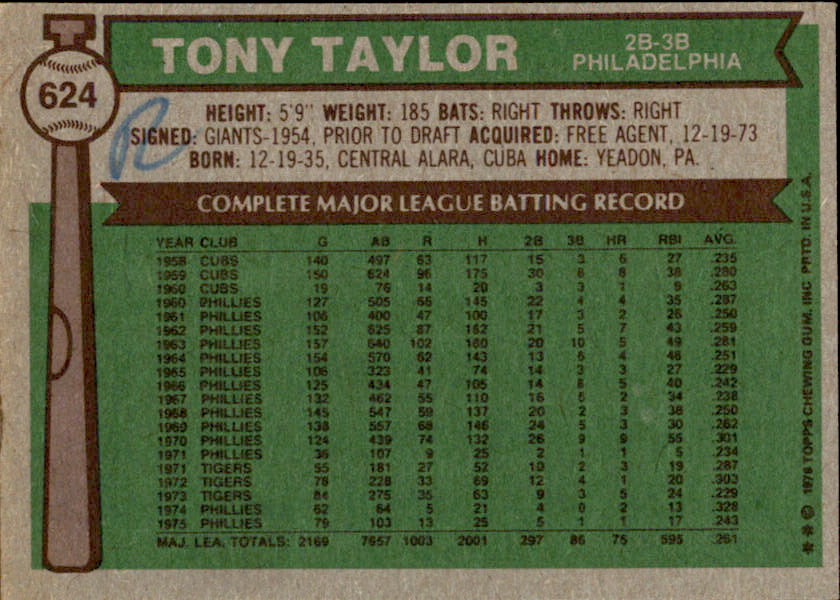 624
TONY TAYLOR
2B-3B
PHILADELPHIA
R
HEIGHT: 5'9" WEIGHT: 185 BATS: RIGHT THROWS: RIGHT
SIGNED: GIANTS-1954, PRIOR TO DRAFT ACQUIRED: FREE AGENT, 12-19-73
BORN: 12-19-35, CENTRAL ALARA, CUBA HOME: YEADON, PA.
COMPLETE MAJOR LEAGUE BATTING RECORD
YEAR CLUB G AB R H 2B 3B HR RBI AVG.
1958 CUBS 140 497 63 117 15 3 6 27 .235
1959 CUBS 150 624 96 175 30 8 8 38 .280
1960 CUBS 19 76 14 20 3 3 1 9 .263
1960 PHILLIES 127 505 66 145 22 4 4 35 .287
1961 PHILLIES 106 400 47 100 17 3 2 26 .250
1962 PHILLIES 152 625 87 162 21 5 7 43 .259
1963 PHILLIES 157 640 102 180 20 10 5 49 .281
1964 PHILLIES 154 570 62 143 13 6 4 46 .251
1965 PHILLIES 106 323 41 74 14 3 3 27 .229
1966 PHILLIES 125 434 47 105 14 8 5 40 .242
1967 PHILLIES 132 462 55 110 16 6 2 34 .238
1968 PHILLIES 145 547 59 137 20 2 3 38 .250
1969 PHILLIES 138 557 68 146 24 5 3 30 .262
1970 PHILLIES 124 439 74 132 26 9 9 55 .301
1971 PHILLIES 36 107 9 25 2 1 1 5 .234
1971 TIGERS 55 181 27 52 10 2 3 19 .287
1972 TIGERS 78 228 33 69 12 4 1 20 .303
1973 TIGERS 84 275 35 63 9 3 5 24 .229
1974 PHILLIES 62 64 5 21 4 0 2 13 .328
1975 PHILLIES 79 103 13 25 5 1 1 17 .243
MAJ. LEA. TOTALS: 2169 7657 1003 2001 297 86 75 595 .261
** © 1976 TOPPS CHEWING GUM, INC PRTD. IN U.S.A.